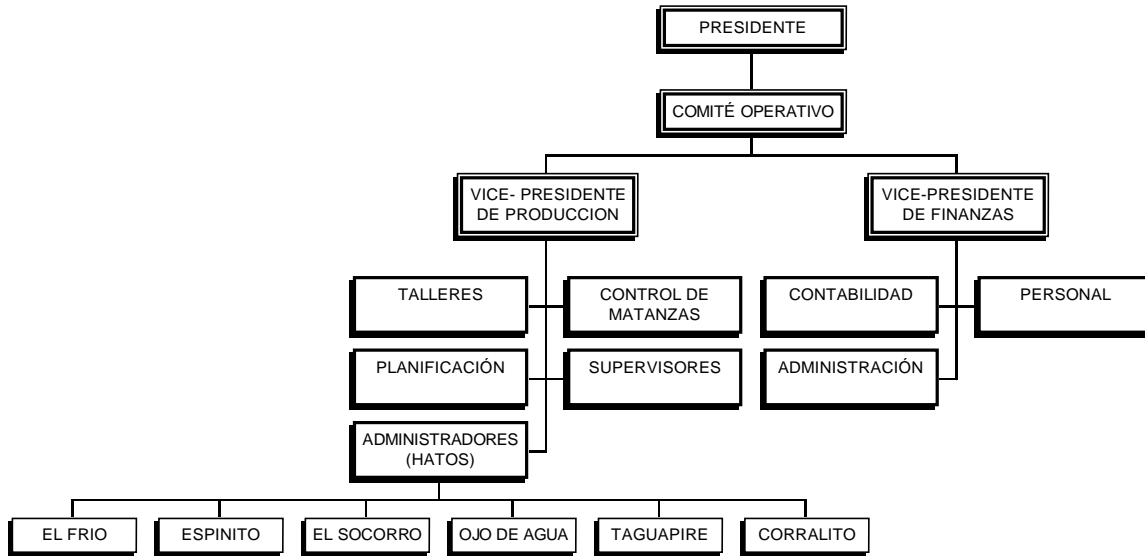 PRESIDENTE
COMITÉ OPERATIVO
VICE- PRESIDENTE
DE PRODUCCION
VICE-PRESIDENTE
DE FINANZAS
TALLERES
CONTROL DE
MATANZAS
CONTABILIDAD
PERSONAL
PLANIFICACIÓN
SUPERVISORES
ADMINISTRACIÓN
ADMINISTRADORES
(HATOS)
EL FRIO
ESPINITO
EL SOCORRO
OJO DE AGUA
TAGUAPIRE
CORRALITO